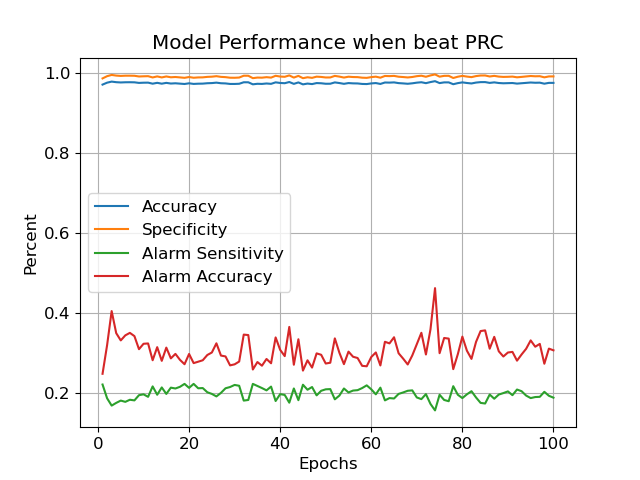 Model Performance when beat PRC
1.0
0.8
0.6
0.4
0.2
Percent
Accuracy
Specificity
Alarm Sensitivity
Alarm Accuracy
0 20 40 60 80 100
Epochs